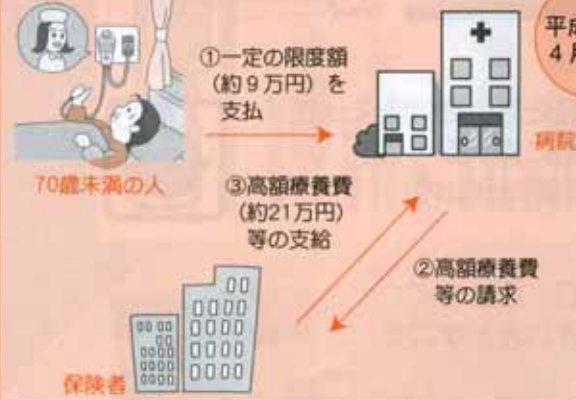 ①一定の限度額
(約9万円)を
支払
平成
4月
病院
70歳未満の人
③高額療養費
(約21万円)
等の支給
②高額療養費
等の請求
保険者